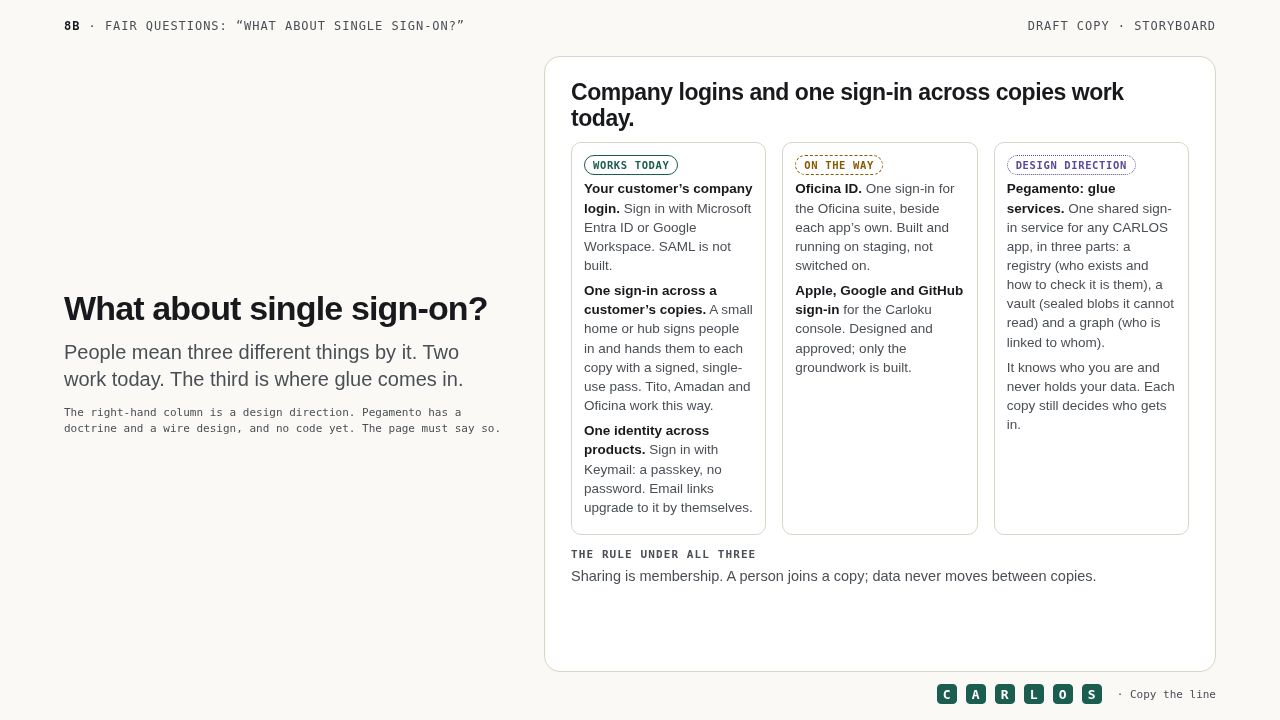 8B · FAIR QUESTIONS: “WHAT ABOUT SINGLE SIGN-ON?”
DRAFT COPY · STORYBOARD
What about single sign-on?
People mean three different things by it. Two
work today. The third is where glue comes in.
The right-hand column is a design direction. Pegamento has a
doctrine and a wire design, and no code yet. The page must say so.
Company logins and one sign-in across copies work
today.
WORKS TODAY
Your customer’s company
login. Sign in with Microsoft
Entra ID or Google
Workspace. SAML is not
built.
One sign-in across a
customer’s copies. A small
home or hub signs people
in and hands them to each
copy with a signed, single-
use pass. Tito, Amadan and
Oficina work this way.
One identity across
products. Sign in with
Keymail: a passkey, no
password. Email links
upgrade to it by themselves.
ON THE WAY
Oficina ID. One sign-in for
the Oficina suite, beside
each app’s own. Built and
running on staging, not
switched on.
Apple, Google and GitHub
sign-in for the Carloku
console. Designed and
approved; only the
groundwork is built.
DESIGN DIRECTION
Pegamento: glue
services. One shared sign-
in service for any CARLOS
app, in three parts: a
registry (who exists and
how to check it is them), a
vault (sealed blobs it cannot
read) and a graph (who is
linked to whom).
It knows who you are and
never holds your data. Each
copy still decides who gets
in.
THE RULE UNDER ALL THREE
Sharing is membership. A person joins a copy; data never moves between copies.
C A R L O S · Copy the line